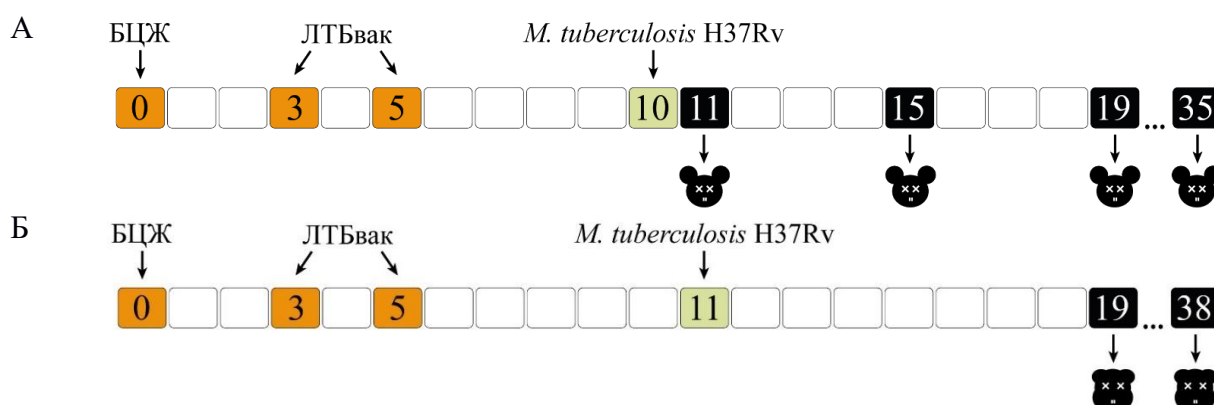 А
БЦЖ ЛТБвак M. tuberculosis H37Rv
0 3 5 10 11 15 19 ... 35
Б
БЦЖ ЛТБвак M. tuberculosis H37Rv
0 3 5 11 19 ... 38